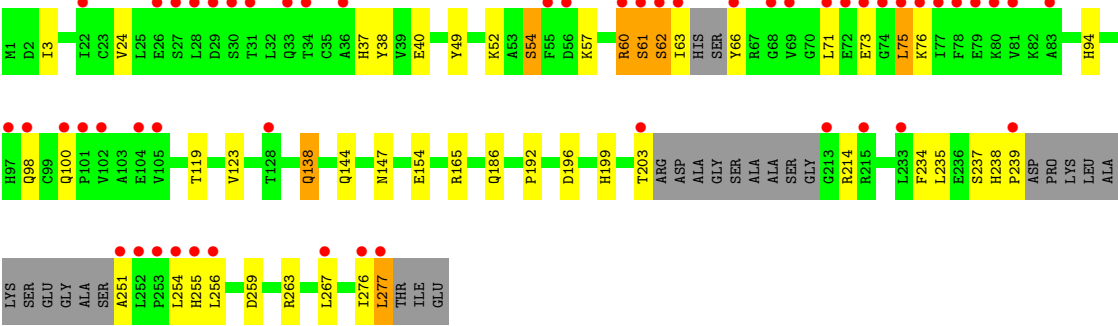 M1 D2 I3 I22 C23 V24 L25 E26 S27 L28 D29 S30 T31 L32 Q33 T34 C35 A36 H37 Y38 V39 E40 Y49 K52 A53 S54 F55 D56 K57 R60 G61 S62 I63 HIS SER Y66 R67 G68 V69 G70 L71 E72 E73 G74 L75 K76 I77 F78 E79 K80 V81 K82 A83 H94
H97 Q98 C99 Q100 P101 V102 A103 E104 V105 T119 V123 T128 Q138 Q144 N147 E154 R165 Q186 P192 D196 H199 T203 ARG ASP ALA GLY SER ALA ALA SER GLY G213 R214 R215 L233 F234 L235 E236 S237 H238 P239 ASP PRO LYS LEU ALA
LYS SER GLU GLY ALA SER A251 L252 P253 L254 H255 L256 D259 R263 L267 I276 L277 THR ILE GLU